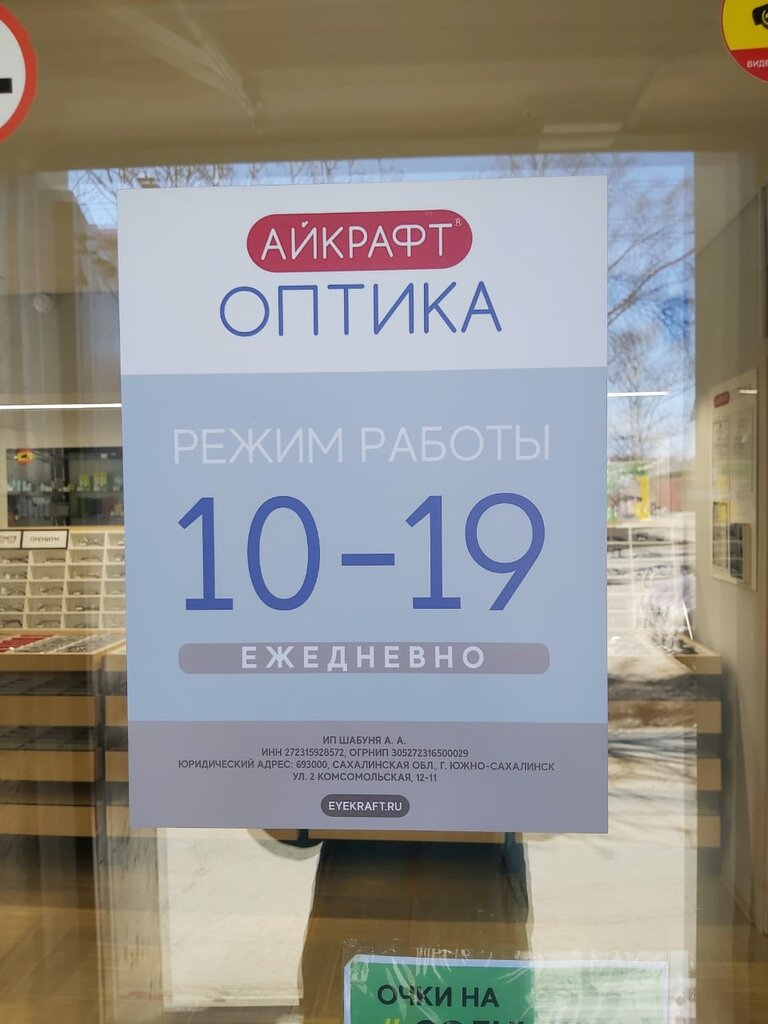 АЙКРАФТ®
ОПТИКА
РЕЖИМ РАБОТЫ
10-19
ЕЖЕДНЕВНО
ИП ШАБУНЯ А. А.
ИНН 272315928572, ОГРНИП 305272316500029
ЮРИДИЧЕСКИЙ АДРЕС: 693000, САХАЛИНСКАЯ ОБЛ., Г. ЮЖНО-САХАЛИНСК
УЛ. 2 КОМСОМОЛЬСКАЯ, 12-11
EYEKRAFT.RU
ПРЕМИУМ
АЙКРАФТ
ОЧКИ НА